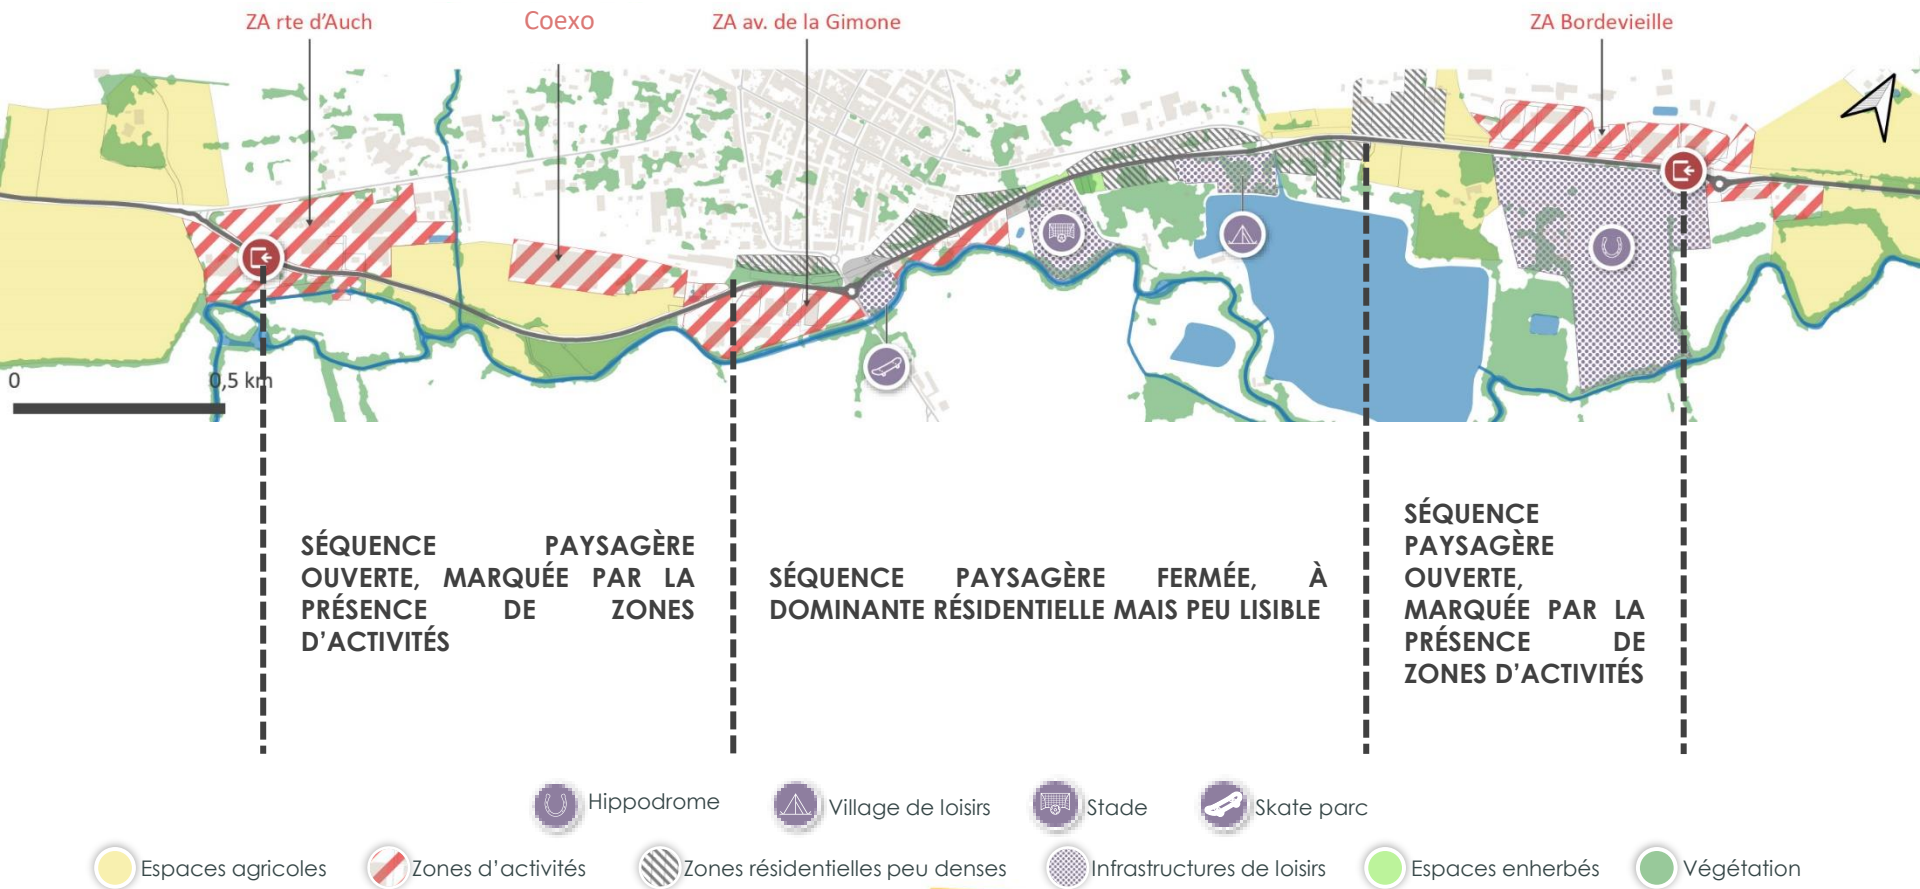 ZA rte d'Auch
Coexo
ZA av. de la Gimone
ZA Bordevieille
0
0,5 km
SÉQUENCE PAYSAGÈRE
OUVERTE, MARQUÉE PAR LA
PRÉSENCE DE ZONES
D'ACTIVITÉS
SÉQUENCE PAYSAGÈRE FERMÉE, À
DOMINANTE RÉSIDENTIELLE MAIS PEU LISIBLE
SÉQUENCE
PAYSAGÈRE
OUVERTE,
MARQUÉE PAR LA
PRÉSENCE DE
ZONES D'ACTIVITÉS
Hippodrome
Village de loisirs
Stade
Skate parc
Espaces agricoles
Zones d'activités
Zones résidentielles peu denses
Infrastructures de loisirs
Espaces enherbés
Végétation